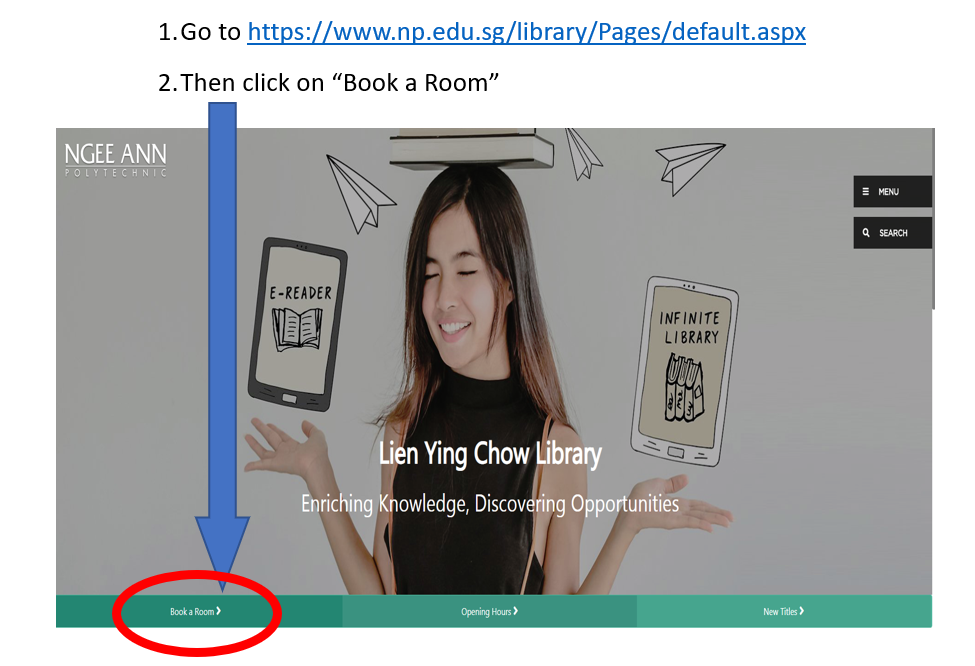 1. Go to https://www.np.edu.sg/library/Pages/default.aspx
2. Then click on “Book a Room”
NGEE ANN
POLYTECHNIC
MENU
SEARCH
E-READER
INFINITE
LIBRARY
Lien Ying Chow Library
Enriching Knowledge, Discovering Opportunities
Book a Room ❯
Opening Hours ❯
New Titles ❯